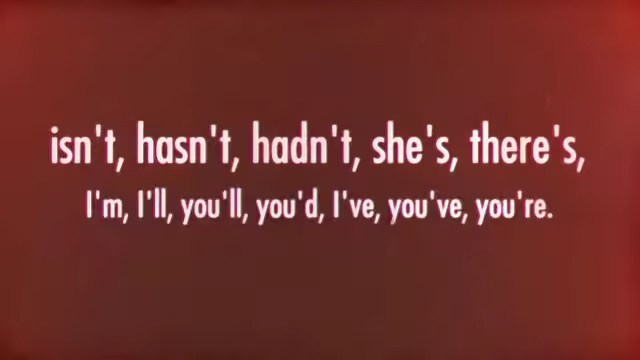 isn't, hasn't, hadn't, she's, there's,
I'm, I'll, you'll, you'd, I've, you've, you're.